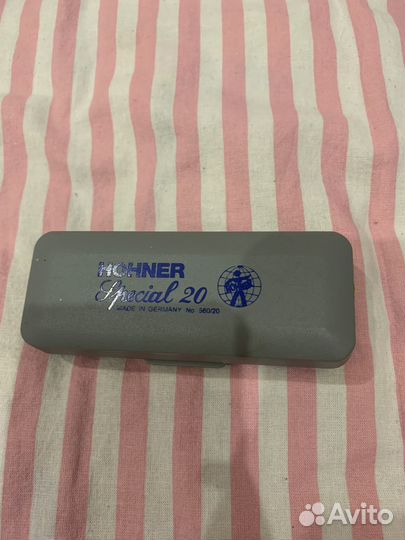 HOHNER
Special 20
MADE IN GERMANY No 560/20
Avito